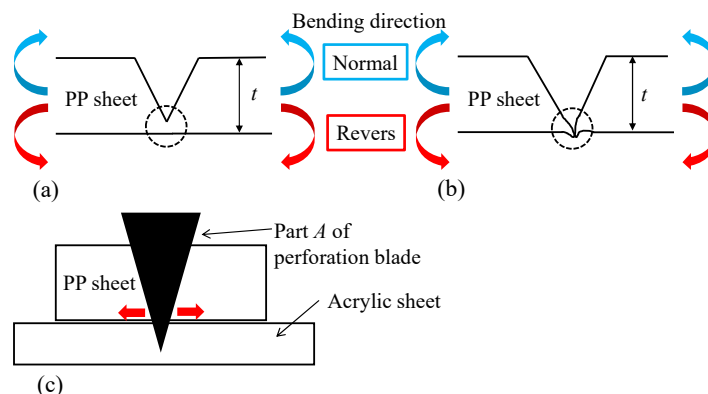 Bending direction
Normal
PP sheet
t
Revers
(a)
PP sheet
t
(b)
Part A of
perforation blade
PP sheet
Acrylic sheet
(c)